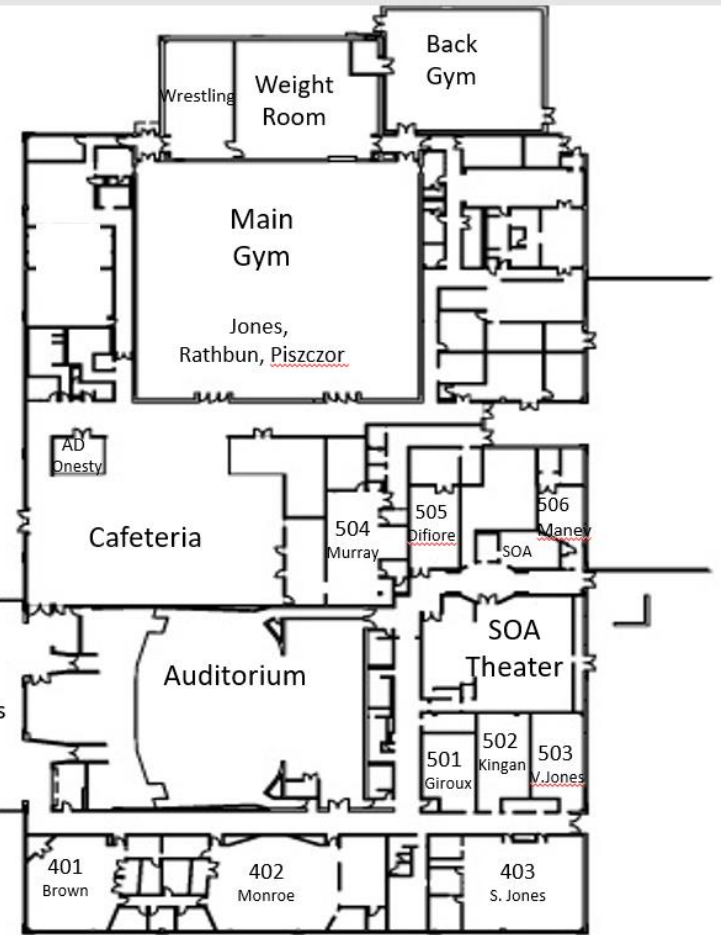 Back
Gym
Wrestling
Weight
Room
Main
Gym
Jones,
Rathbun, Piszczor
AD
Onesty
Cafeteria
504
Murray
505
Difiore
506
Maney
SOA
Auditorium
SOA
Theater
s
501
Giroux
502
Kingan
503
V.Jones
401
Brown
402
Monroe
403
S. Jones